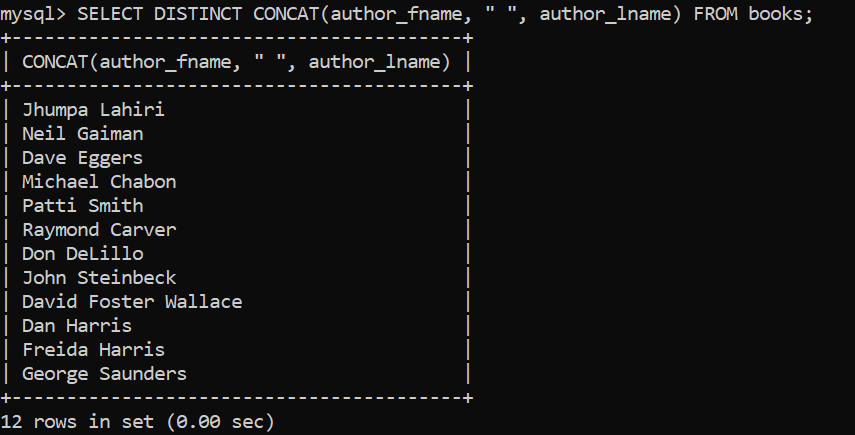 mysql> SELECT DISTINCT CONCAT(author_fname, " ", author_lname) FROM books;
+-----------------------------------------+
| CONCAT(author_fname, " ", author_lname) |
+-----------------------------------------+
| Jhumpa Lahiri                           |
| Neil Gaiman                             |
| Dave Eggers                             |
| Michael Chabon                          |
| Patti Smith                             |
| Raymond Carver                          |
| Don DeLillo                             |
| John Steinbeck                          |
| David Foster Wallace                    |
| Dan Harris                              |
| Freida Harris                           |
| George Saunders                         |
+-----------------------------------------+
12 rows in set (0.00 sec)